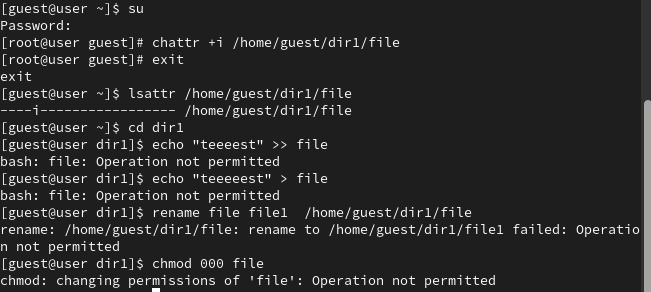 [guest@user ~]$ su
Password:
[root@user guest]# chattr +i /home/guest/dir1/file
[root@user guest]# exit
exit
[guest@user ~]$ lsattr /home/guest/dir1/file
----i----------------- /home/guest/dir1/file
[guest@user ~]$ cd dir1
[guest@user dir1]$ echo "teeeest" >> file
bash: file: Operation not permitted
[guest@user dir1]$ echo "teeeeest" > file
bash: file: Operation not permitted
[guest@user dir1]$ rename file file1  /home/guest/dir1/file
rename: /home/guest/dir1/file: rename to /home/guest/dir1/file1 failed: Operatio
n not permitted
[guest@user dir1]$ chmod 000 file
chmod: changing permissions of 'file': Operation not permitted